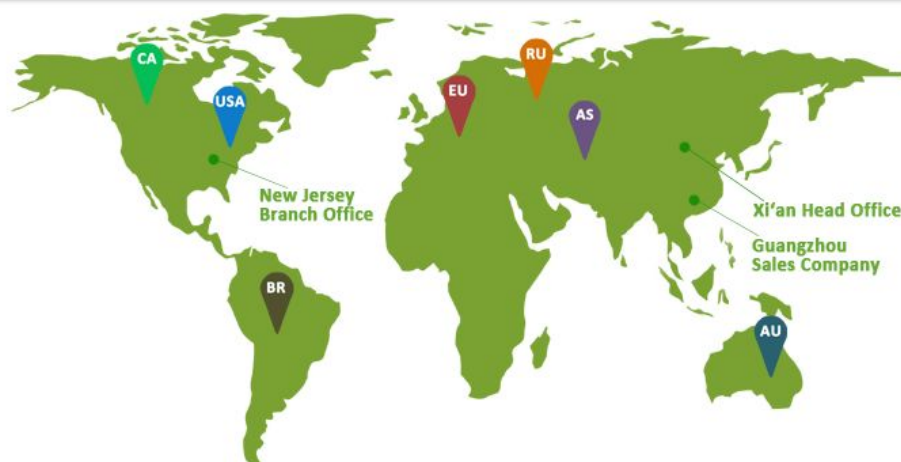 CA
USA
EU
RU
AS
New Jersey
Branch Office
Xi'an Head Office
Guangzhou
Sales Company
BR
AU